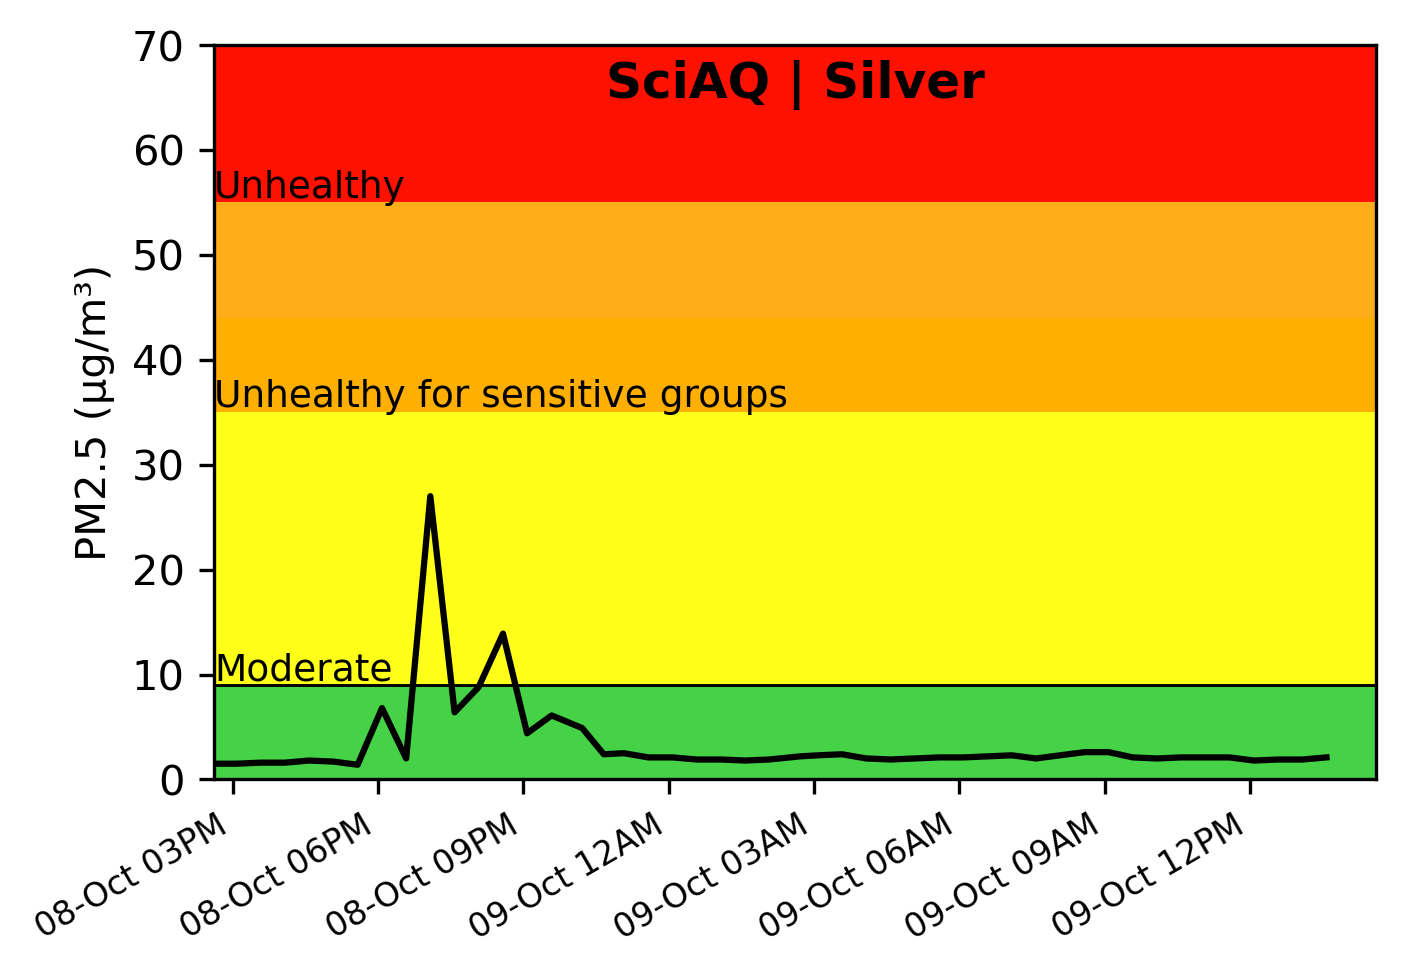 SciAQ | Silver
70
60
Unhealthy
50
40
Unhealthy for sensitive groups
30
20
Moderate
10
0
PM2.5 (µg/m³)
08-Oct 03PM
08-Oct 06PM
08-Oct 09PM
09-Oct 12AM
09-Oct 03AM
09-Oct 06AM
09-Oct 09AM
09-Oct 12PM